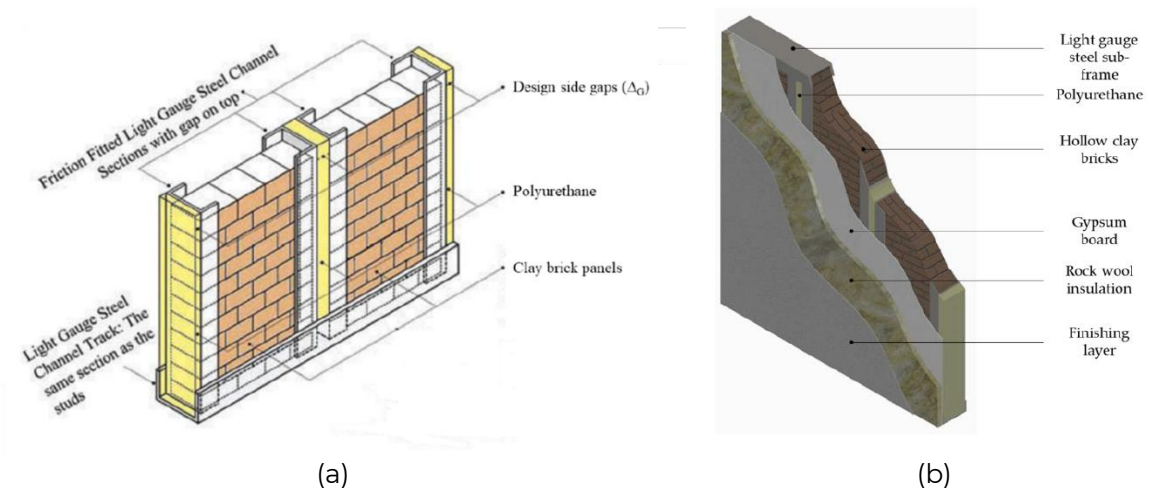 Friction Fitted Light Gauge Steel Channel
Sections with gap on top
Design side gaps (Δ_G)
Polyurethane
Clay brick panels
Light Gauge Steel
Channel Track: The
same section as the
studs
(a)
Light gauge
steel sub-
frame
Polyurethane
Hollow clay
bricks
Gypsum
board
Rock wool
insulation
Finishing
layer
(b)